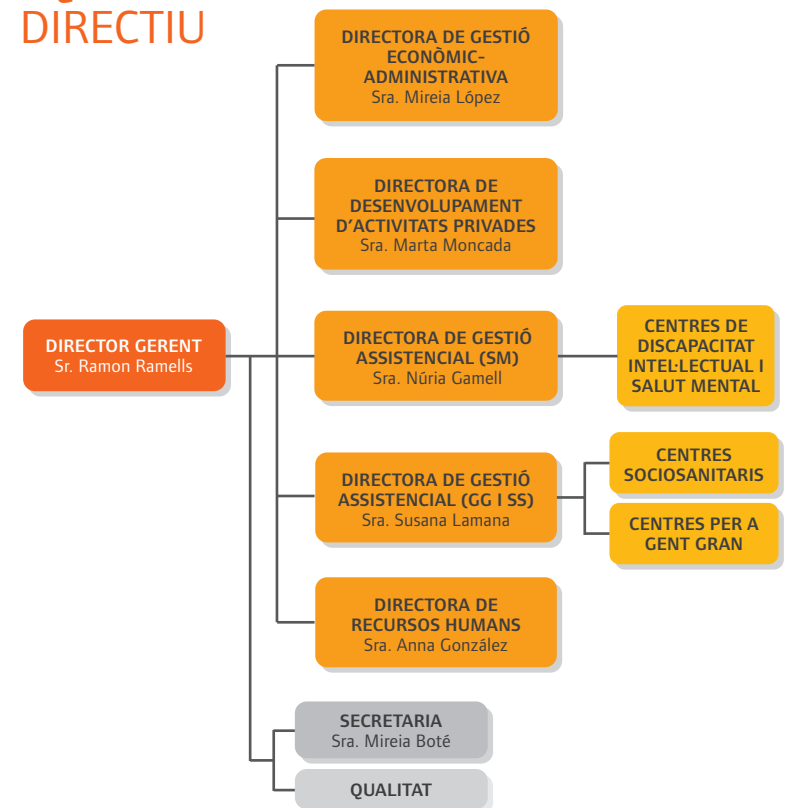 DIRECTIU
DIRECTORA DE GESTIÓ
ECONÒMIC-
ADMINISTRATIVA
Sra. Mireia López
DIRECTORA DE
DESENVOLUPAMENT
D’ACTIVITATS PRIVADES
Sra. Marta Moncada
DIRECTOR GERENT
Sr. Ramon Ramells
DIRECTORA DE GESTIÓ
ASSISTENCIAL (SM)
Sra. Núria Gamell
CENTRES DE
DISCAPACITAT
INTEL·LECTUAL I
SALUT MENTAL
DIRECTORA DE GESTIÓ
ASSISTENCIAL (GG I SS)
Sra. Susana Lamana
CENTRES
SOCIOSANITARIS
CENTRES PER A
GENT GRAN
DIRECTORA DE
RECURSOS HUMANS
Sra. Anna González
SECRETARIA
Sra. Mireia Boté
QUALITAT